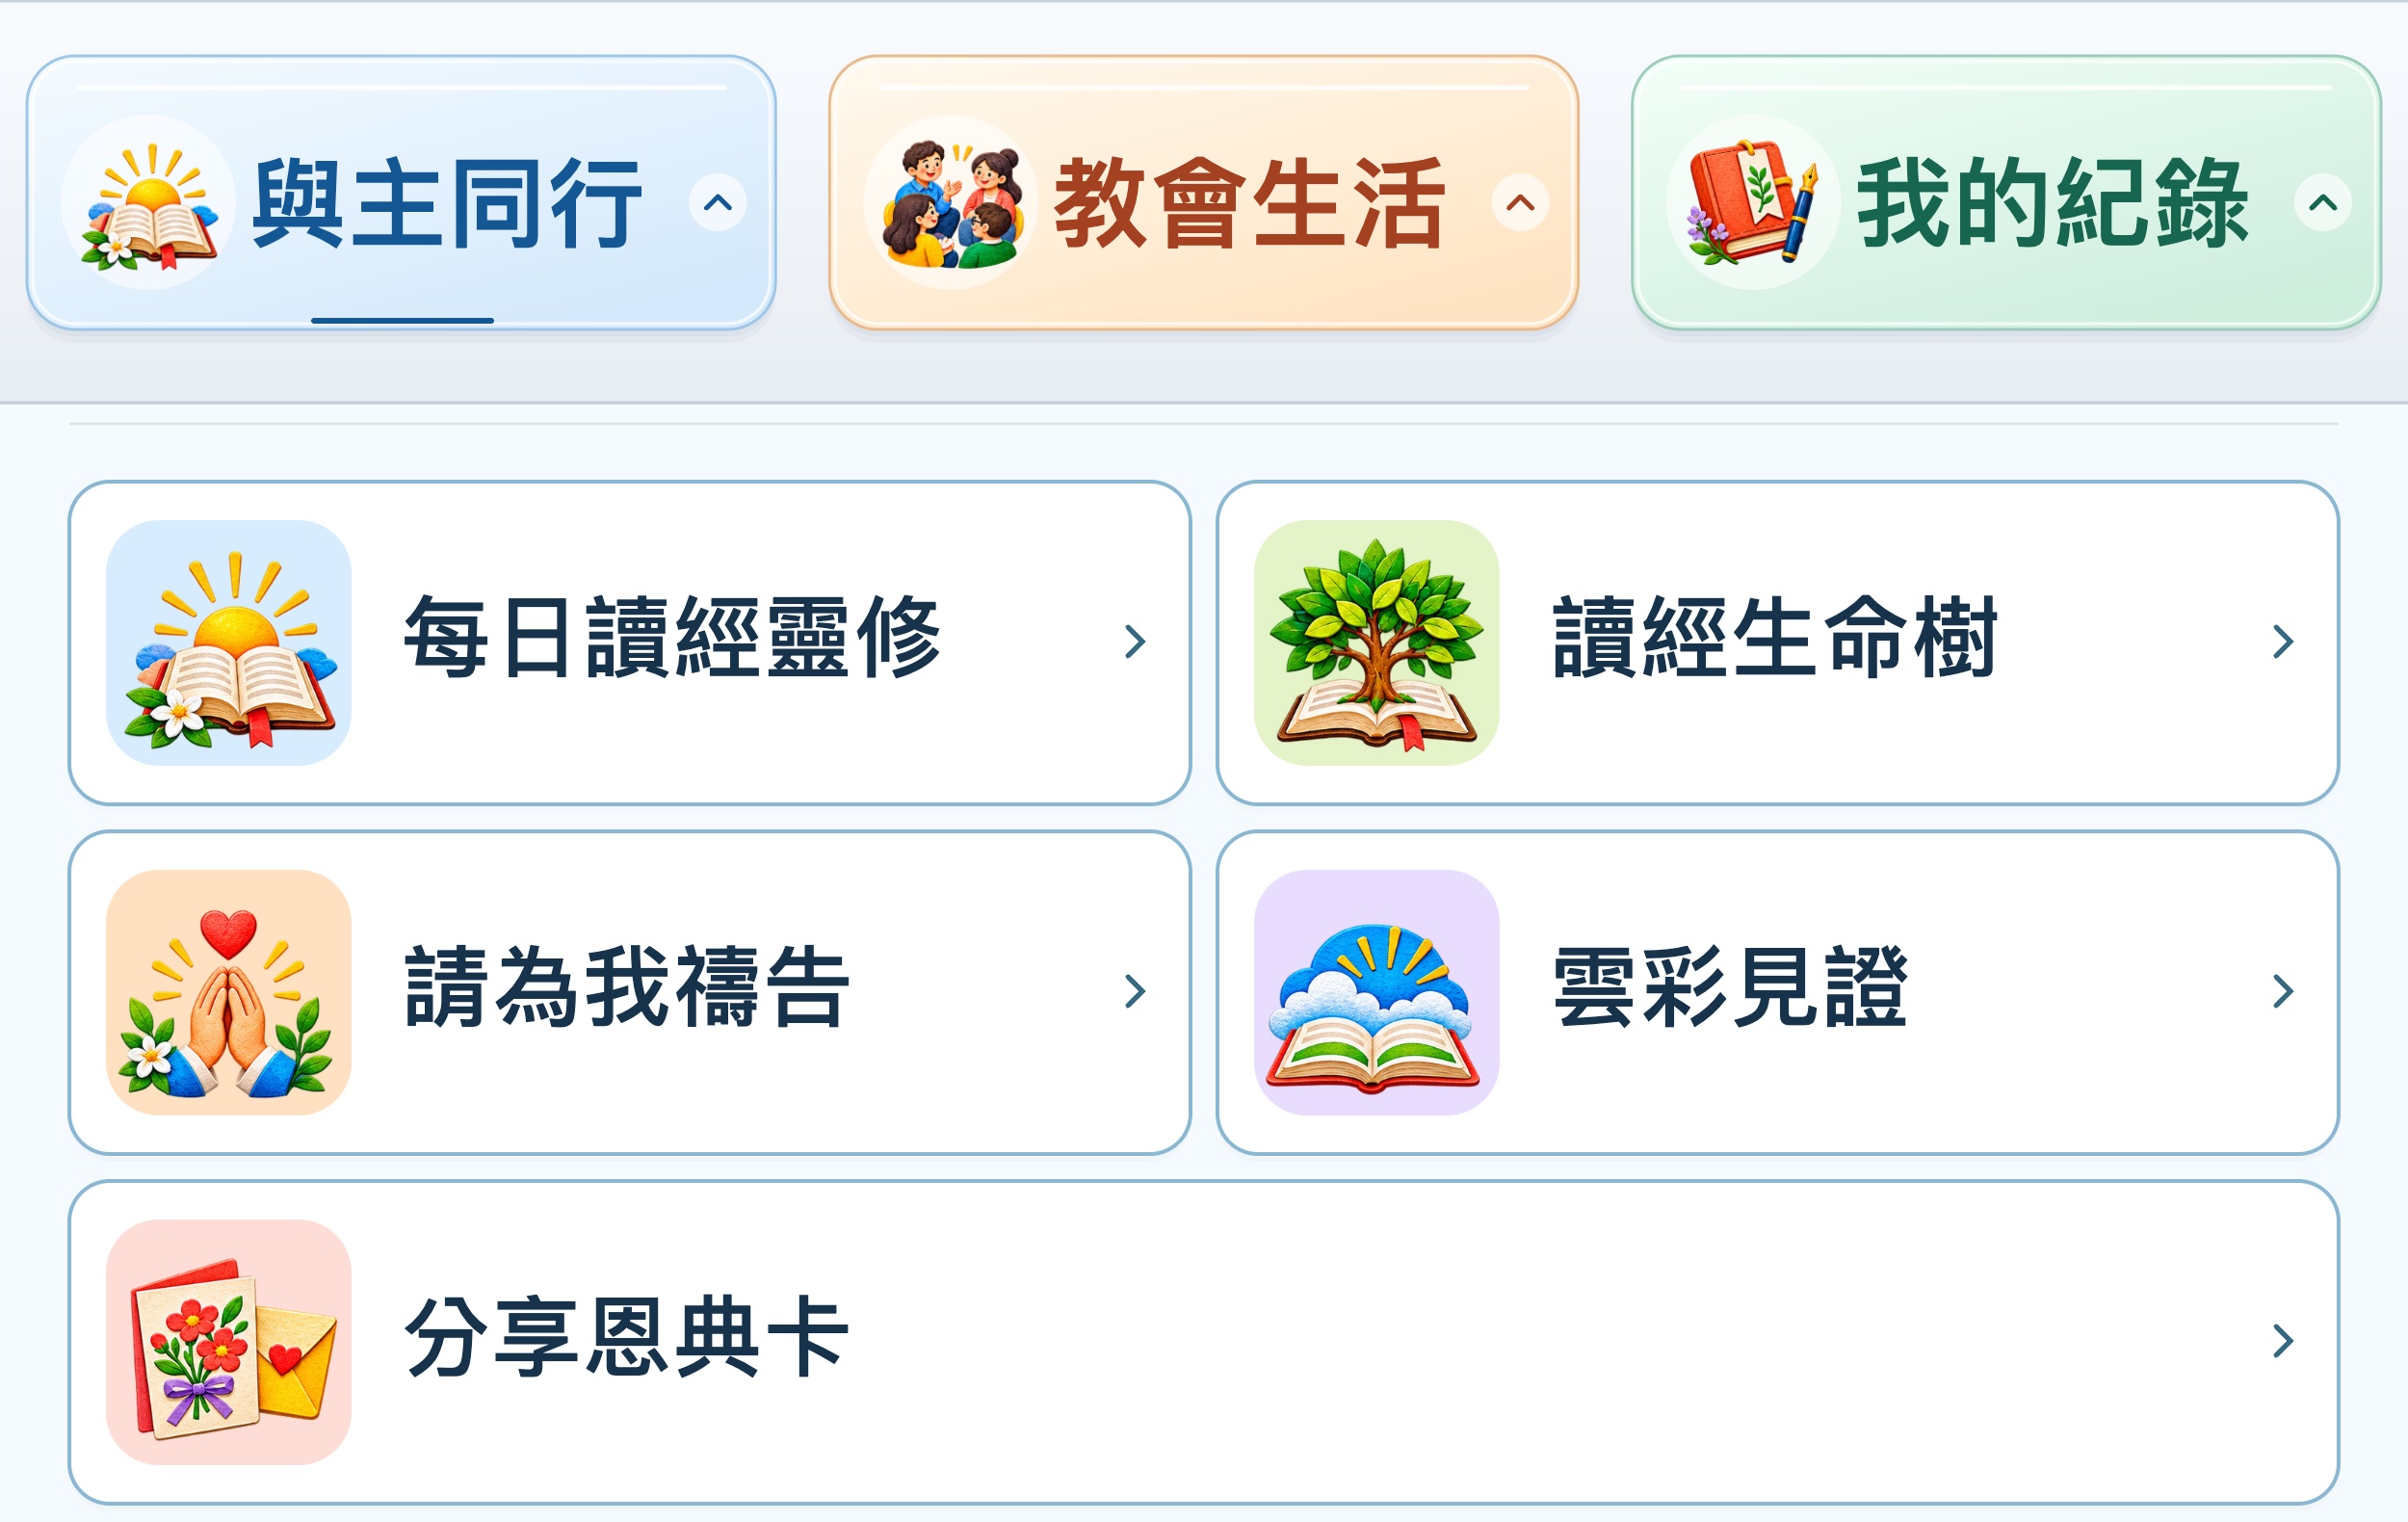 與主同行
教會生活
我的紀錄
每日讀經靈修
讀經生命樹
請為我禱告
雲彩見證
分享恩典卡